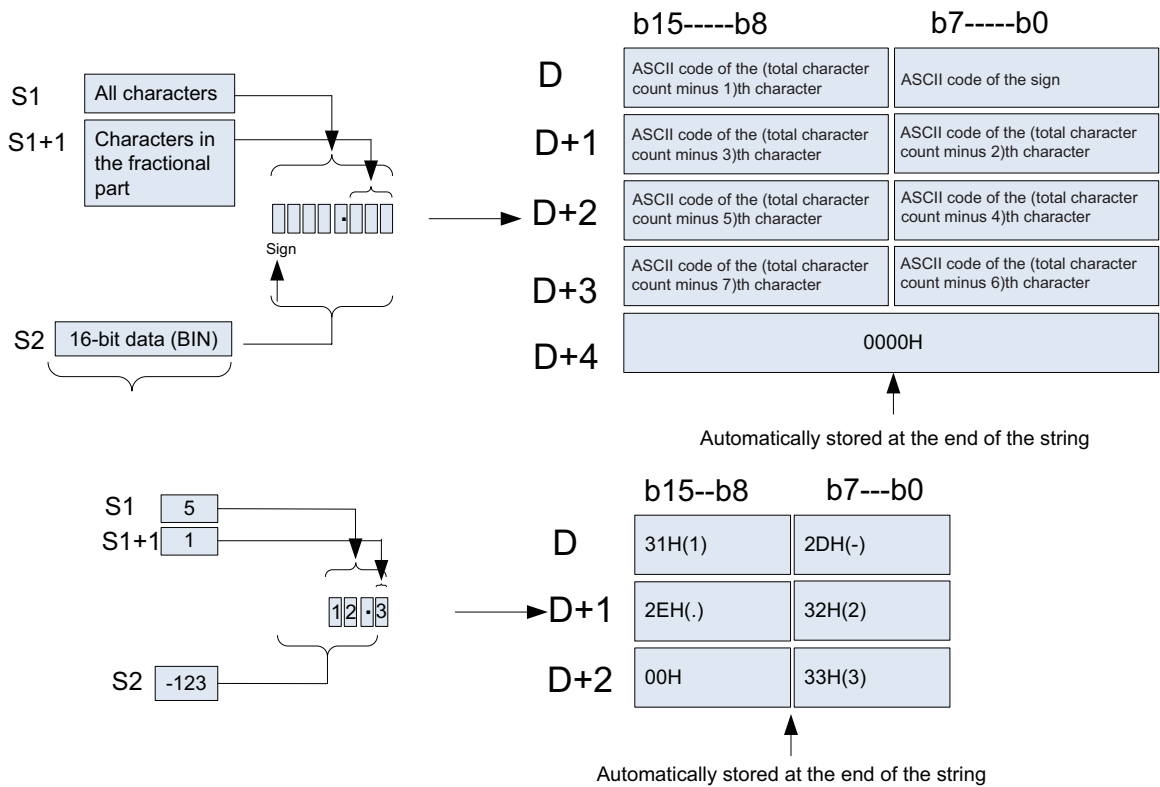 b15-----b8
b7-----b0
S1
All characters
S1+1
Characters in
the fractional
part
Sign
S2
16-bit data (BIN)
D
ASCII code of the (total character
count minus 1)th character
ASCII code of the sign
D+1
ASCII code of the (total character
count minus 3)th character
ASCII code of the (total character
count minus 2)th character
D+2
ASCII code of the (total character
count minus 5)th character
ASCII code of the (total character
count minus 4)th character
D+3
ASCII code of the (total character
count minus 7)th character
ASCII code of the (total character
count minus 6)th character
D+4
0000H
Automatically stored at the end of the string
S1
5
S1+1
1
12.3
S2
-123
b15--b8
b7---b0
D
31H(1)
2DH(-)
D+1
2EH(.)
32H(2)
D+2
00H
33H(3)
Automatically stored at the end of the string